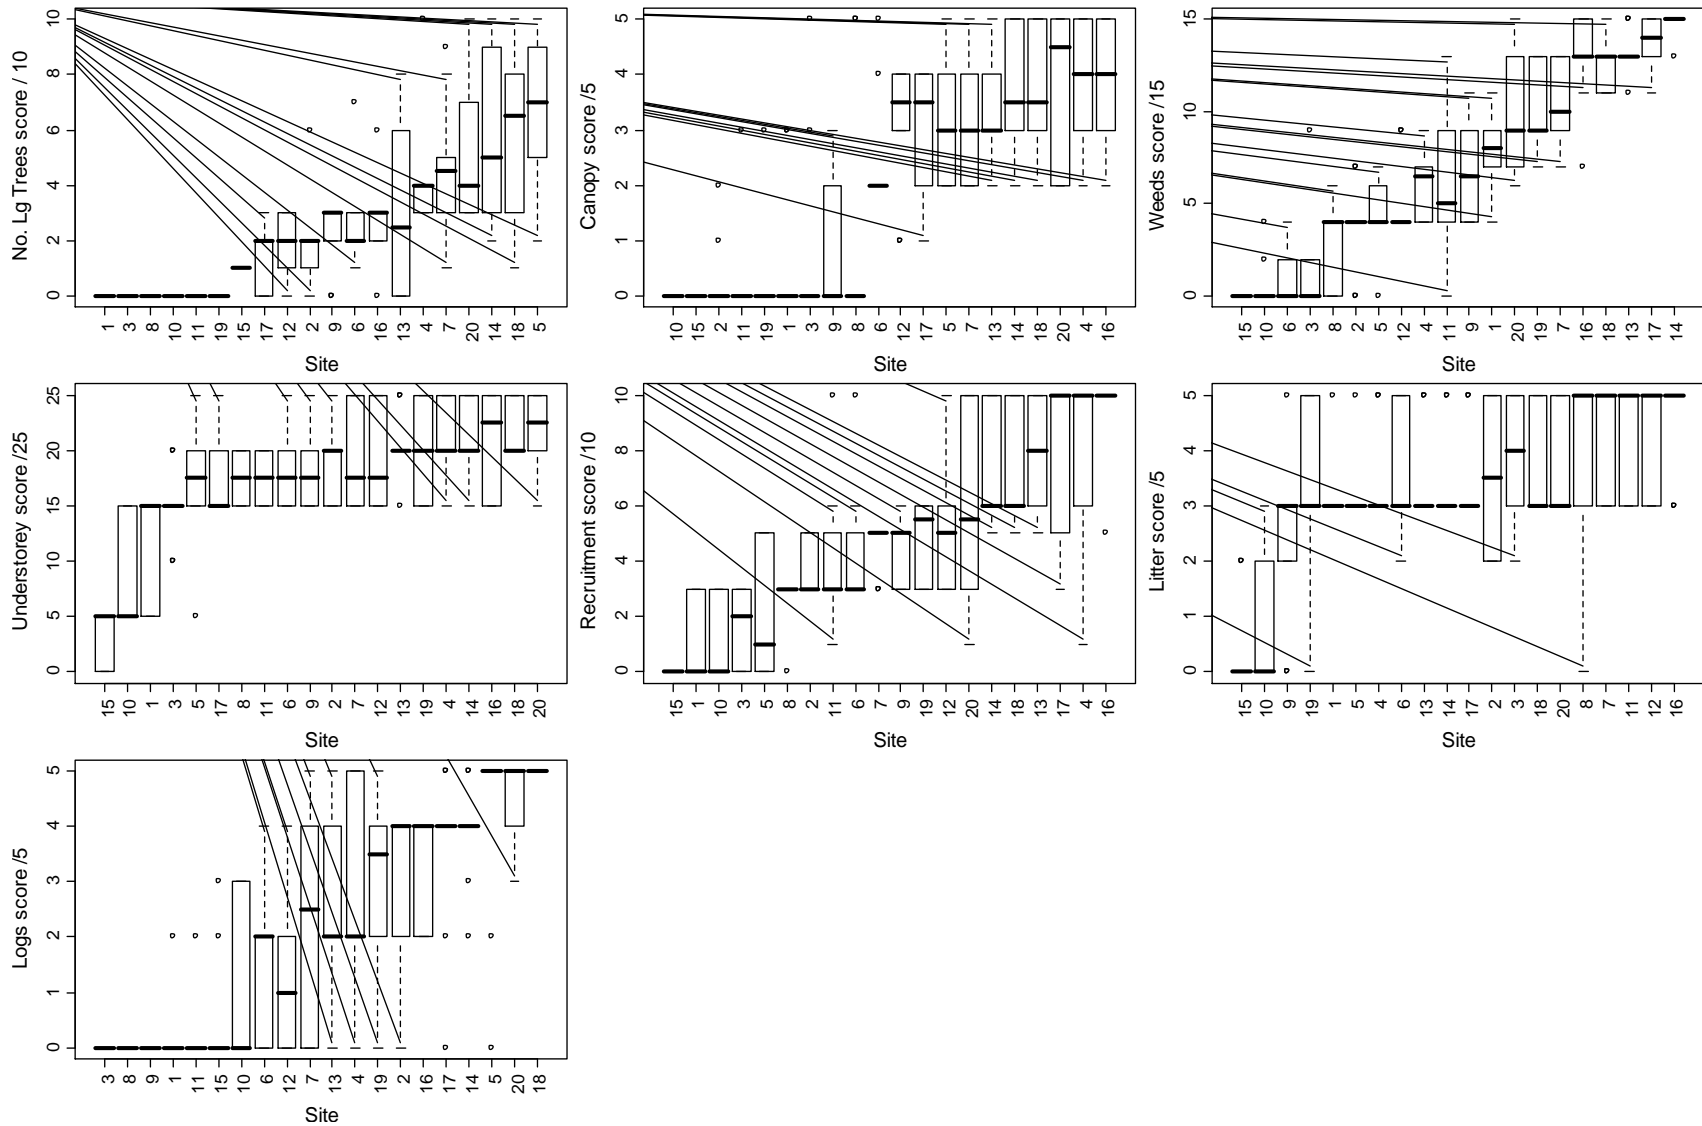 No. Lg Trees score / 10
0 2 4 6 8 10
1 3 8 10 11 19 15 17 12 2 9 6 16 13 4 7 20 14 18 5
Site
Canopy score /5
0 1 2 3 4 5
10 15 2 11 19 1 3 9 8 6 12 17 5 7 13 14 18 20 4 16
Site
Weeds score /15
0 5 10 15
15 10 6 3 8 2 5 12 4 11 9 1 20 19 7 16 18 13 17 14
Site
Understorey score /25
0 5 10 15 20 25
15 10 1 3 5 17 8 11 6 9 2 7 12 13 19 4 14 16 18 20
Site
Recruitment score /10
0 2 4 6 8 10
15 1 10 3 5 8 2 11 6 7 9 19 12 20 14 18 13 17 4 16
Site
Litter score /5
0 1 2 3 4 5
15 10 9 19 1 5 4 6 13 14 17 2 3 18 20 8 7 11 12 16
Site
Logs score /5
0 1 2 3 4 5
3 8 9 1 11 15 10 6 12 7 13 4 19 2 16 17 14 5 20 18
Site